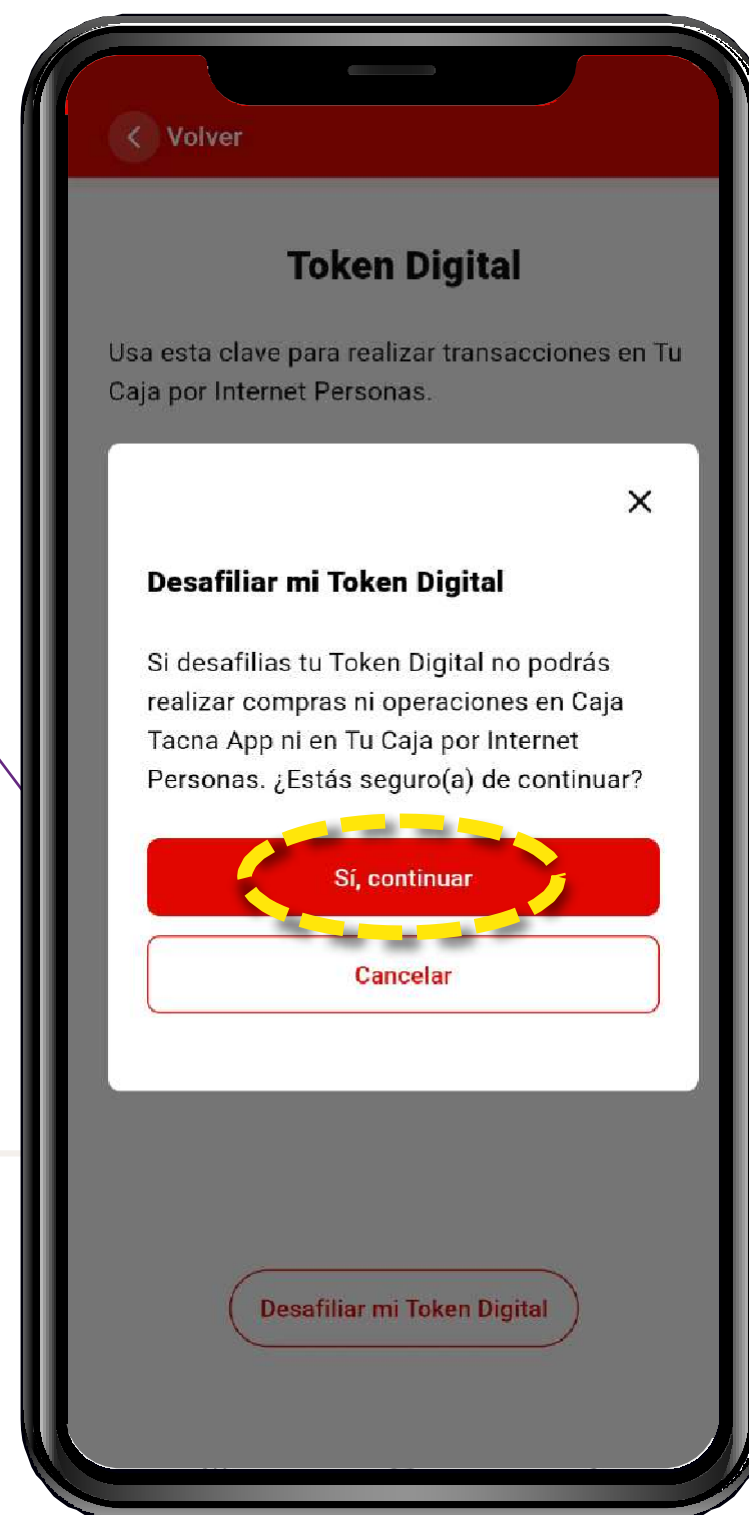 Volver
Token Digital
Usa esta clave para realizar transacciones en Tu
Caja por Internet Personas.
Desafiliar mi Token Digital
Si desafilias tu Token Digital no podrás
realizar compras ni operaciones en Caja
Tacna App ni en Tu Caja por Internet
Personas. ¿Estás seguro(a) de continuar?
Sí, continuar
Cancelar
Desafiliar mi Token Digital